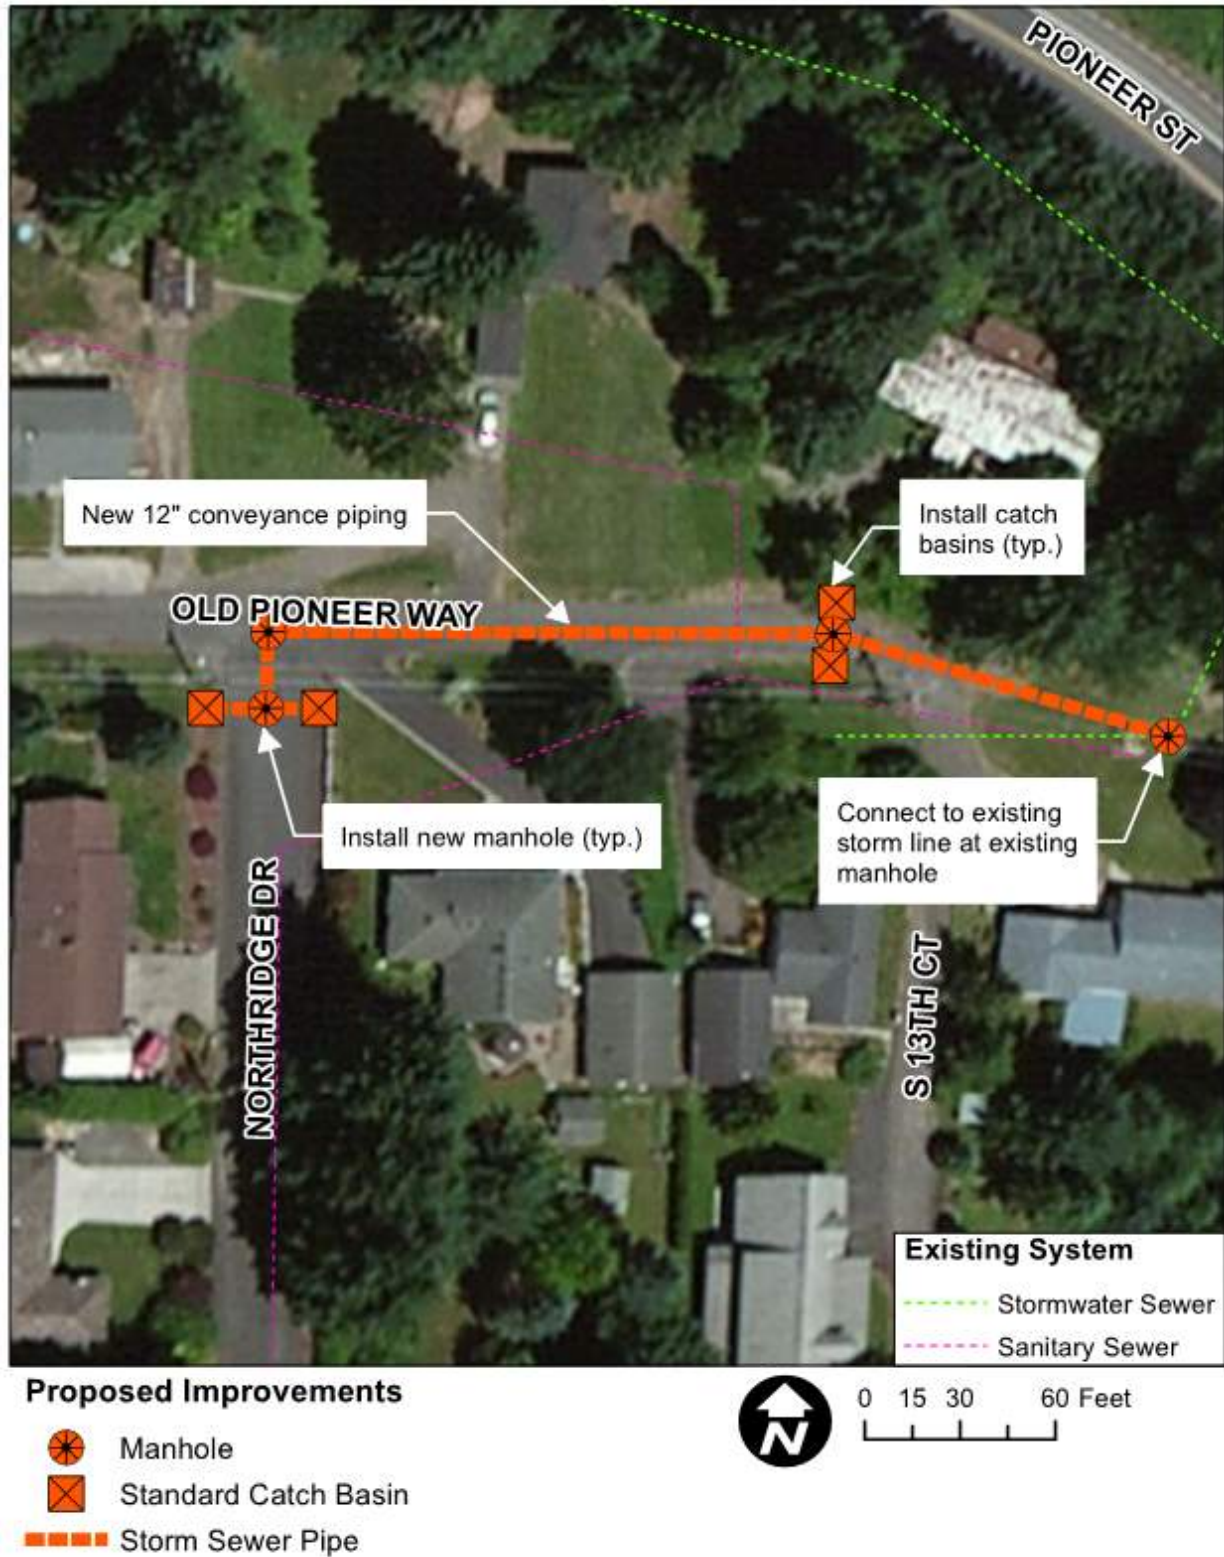 PIONEER ST
New 12" conveyance piping
Install catch
basins (typ.)
OLD PIONEER WAY
Install new manhole (typ.)
Connect to existing
storm line at existing
manhole
NORTHRIDGE DR
S 13TH CT
Existing System
Stormwater Sewer
Sanitary Sewer
Proposed Improvements
Manhole
Standard Catch Basin
Storm Sewer Pipe
N
0 15 30 60 Feet